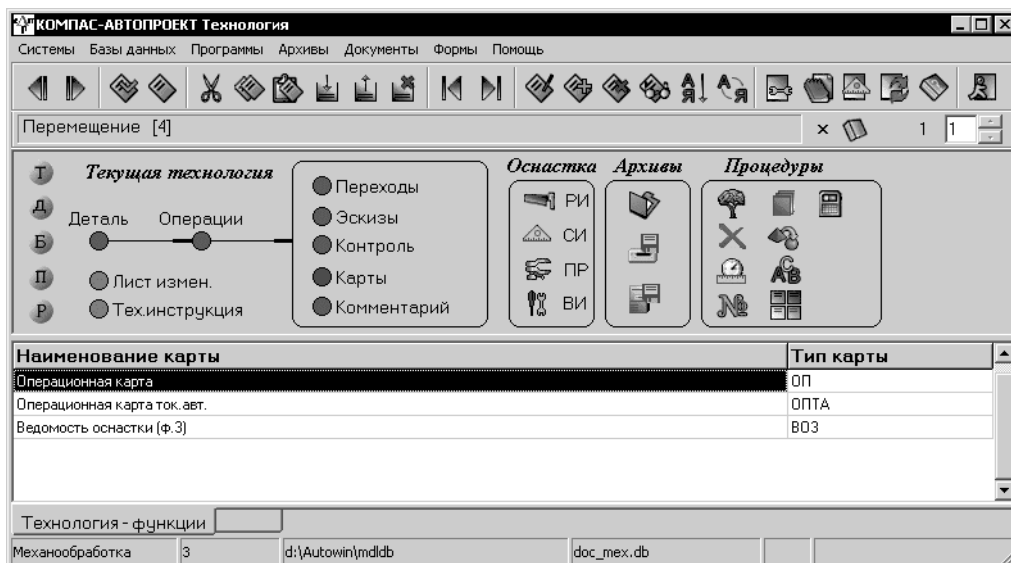 КОМПАС-АВТОПРОЕКТ Технология
Системы Базы данных Программы Архивы Документы Формы Помощь
Перемещение [4] 1 1
Текущая технология Оснастка Архивы Процедуры
Т
Д
Б
П
Р
Деталь Операции
Лист измен.
Тех.инструкция
Переходы
Эскизы
Контроль
Карты
Комментарий
РИ
СИ
ПР
ВИ
Наименование карты Тип карты
Операционная карта ОП
Операционная карта ток.авт. ОПТА
Ведомость оснастки (ф.3) ВОЗ
Технология - функции
Механообработка 3 d:\Autowin\mdldb doc_mex.db